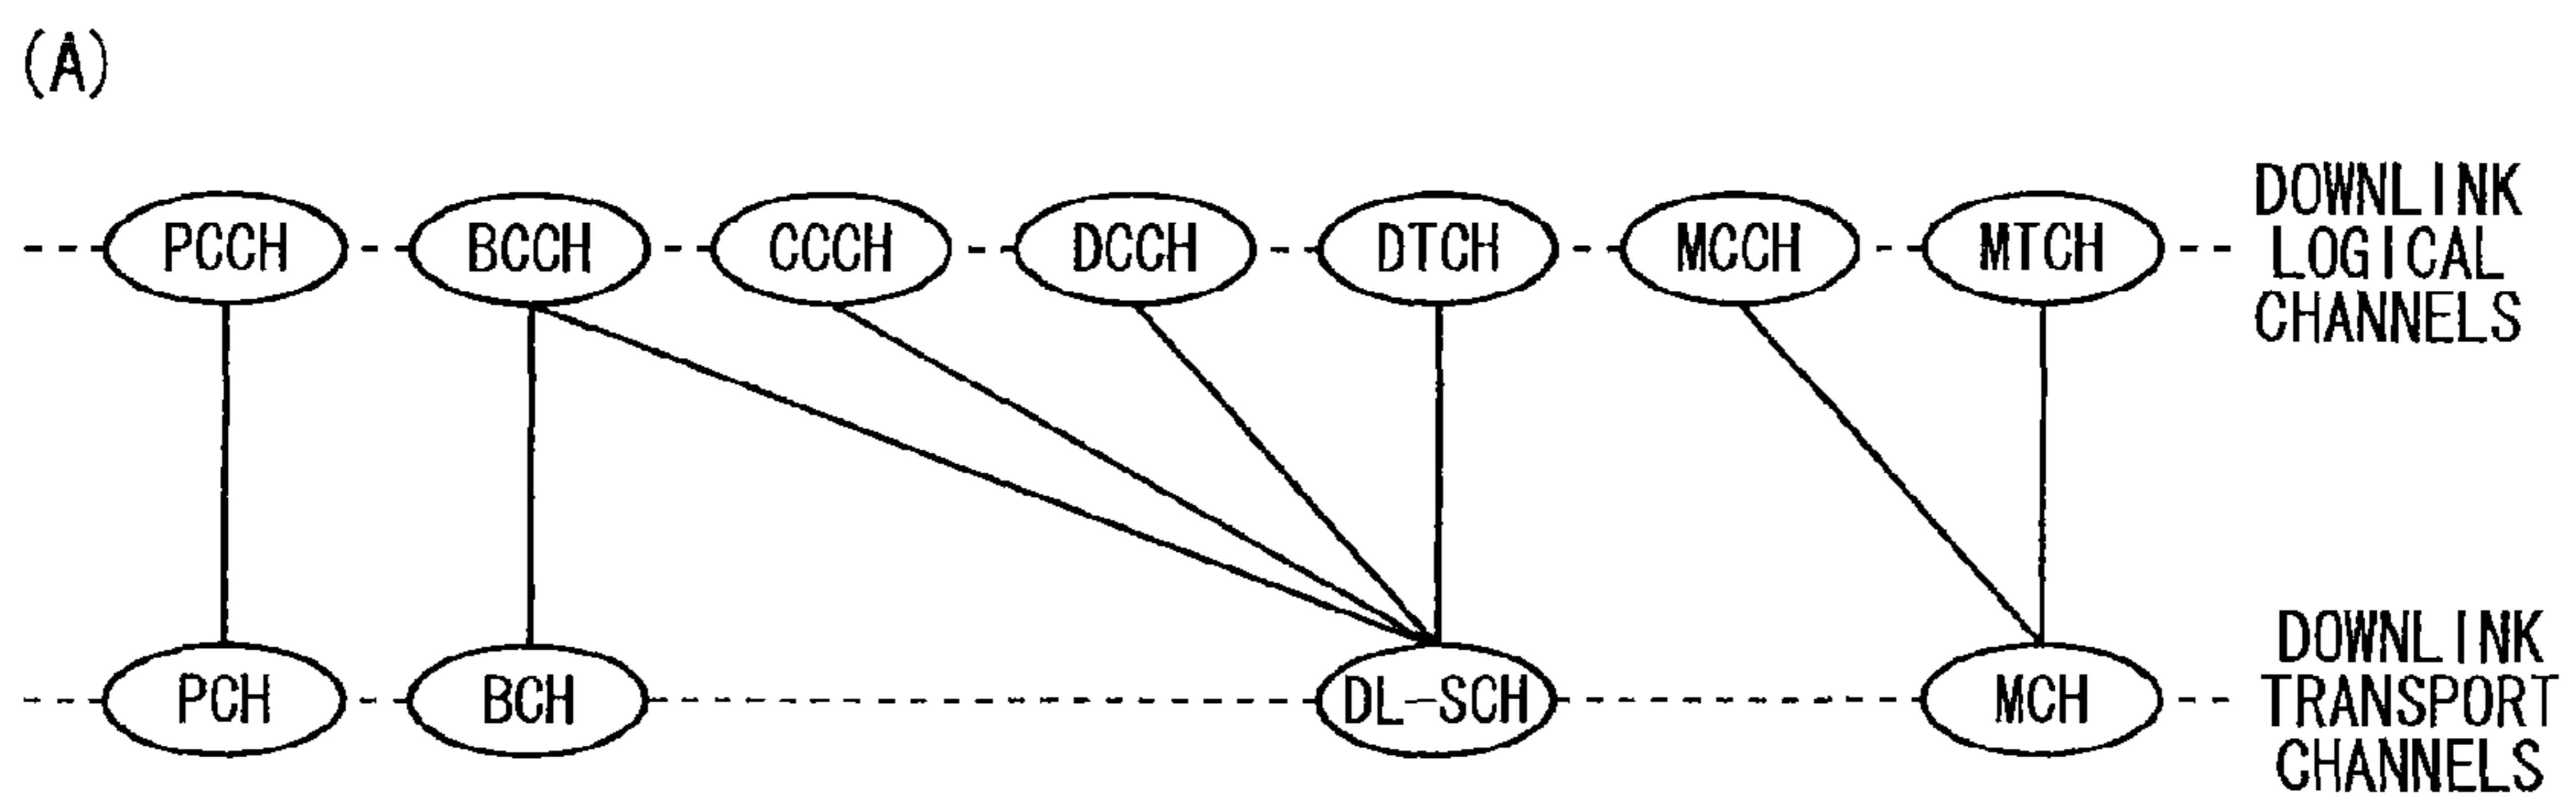 (A)
PCCH BCCH CCCH DCCH DTCH MCCH MTCH
DOWNLINK
LOGICAL
CHANNELS
PCH BCH DL-SCH MCH
DOWNLINK
TRANSPORT
CHANNELS